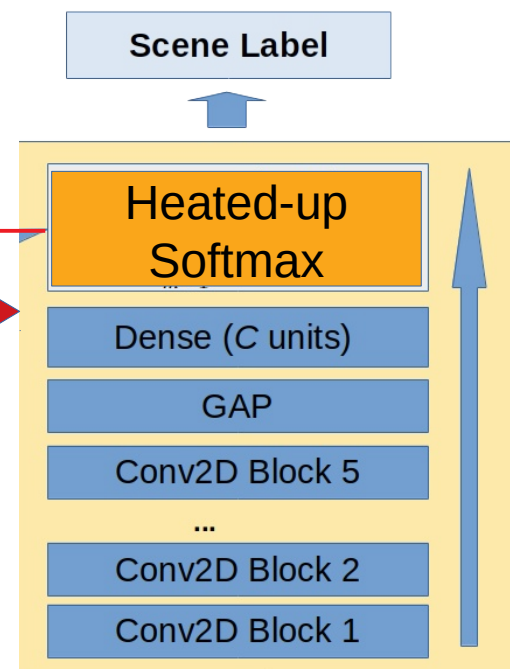 Scene Label
Heated-up
Softmax
Dense (C units)
GAP
Conv2D Block 5
...
Conv2D Block 2
Conv2D Block 1